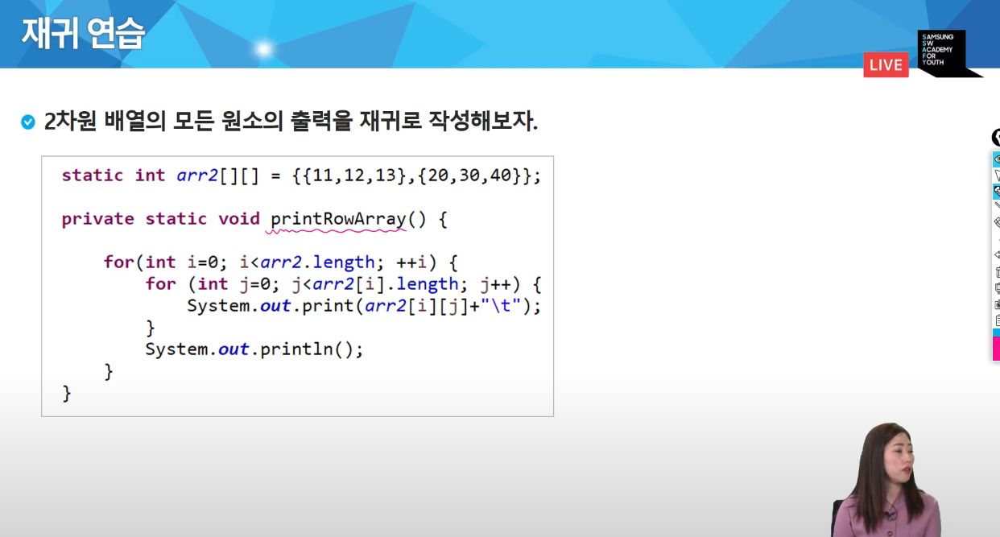 재귀 연습
LIVE
SAMSUNG
SW
ACADEMY
FOR
YOUTH
2차원 배열의 모든 원소의 출력을 재귀로 작성해보자.
static int arr2[][] = {{11,12,13},{20,30,40}};
private static void printRowArray() {
for(int i=0; i<arr2.length; ++i) {
for (int j=0; j<arr2[i].length; j++) {
System.out.print(arr2[i][j]+"\t");
}
System.out.println();
}
}